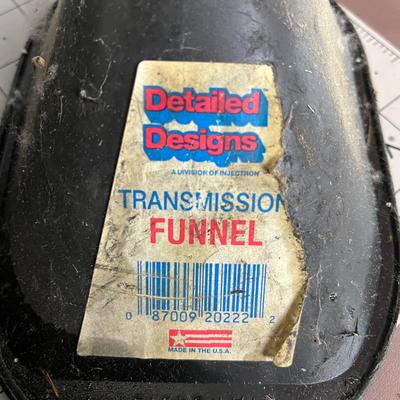 Detailed
Designs
A DIVISION OF INJECTRON
TRANSMISSION
FUNNEL
0 87009 20222 2
MADE IN THE U.S.A.